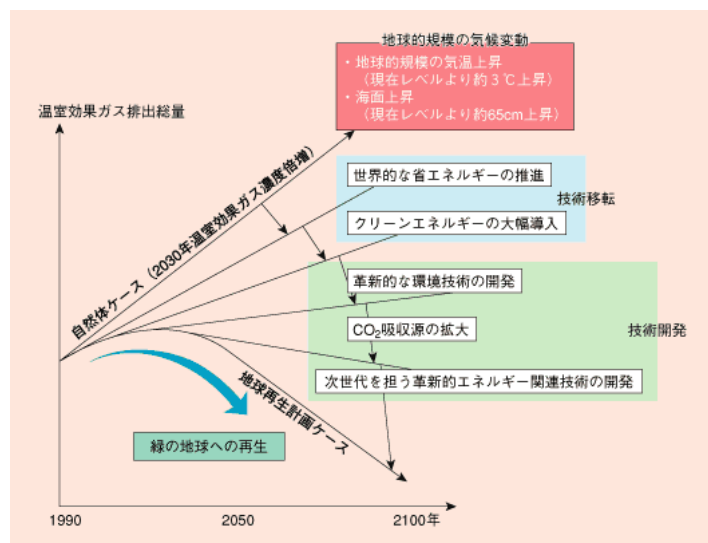 地球的規模の気候変動
・地球的規模の気温上昇
（現在レベルより約3℃上昇）
・海面上昇
（現在レベルより約65cm上昇）
温室効果ガス排出総量
自然体ケース（2030年温室効果ガス濃度倍増）
世界的な省エネルギーの推進
技術移転
クリーンエネルギーの大幅導入
革新的な環境技術の開発
CO₂吸収源の拡大
技術開発
次世代を担う革新的エネルギー関連技術の開発
地球再生計画ケース
緑の地球への再生
1990
2050
2100年